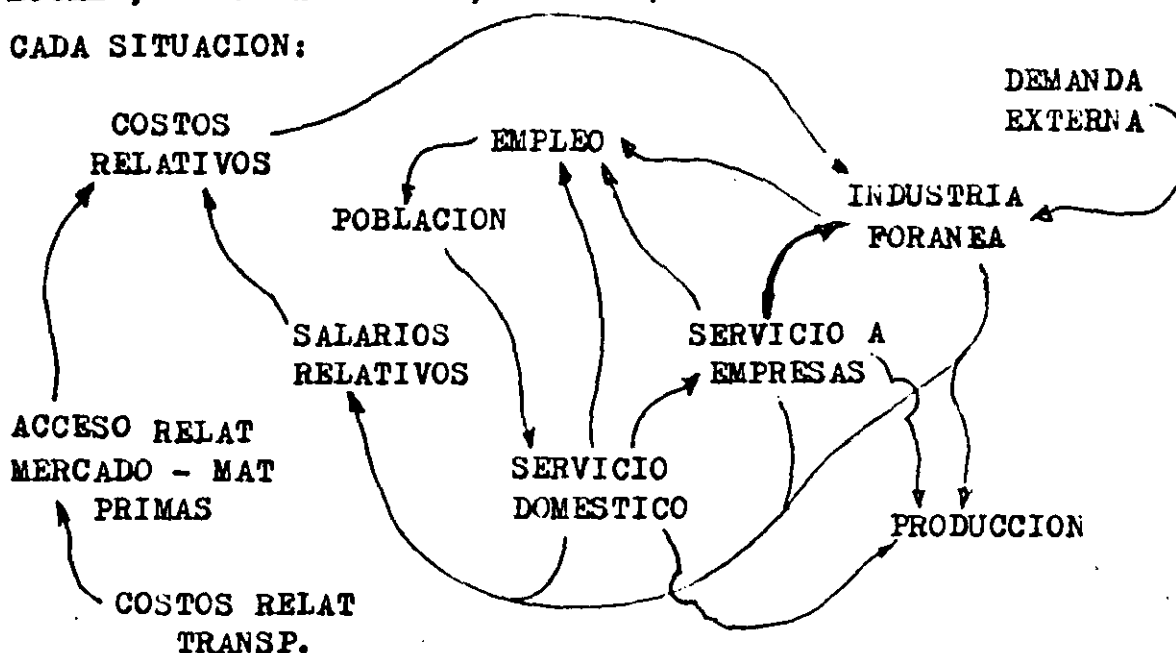 CADA SITUACION:
DEMANDA
EXTERNA
COSTOS
RELATIVOS
EMPLEO
INDUSTRIA
FORANEA
POBLACION
SALARIOS
RELATIVOS
SERVICIO A
EMPRESAS
ACCESO RELAT
MERCADO - MAT
PRIMAS
SERVICIO
DOMESTICO
PRODUCCION
COSTOS RELAT
TRANSP.